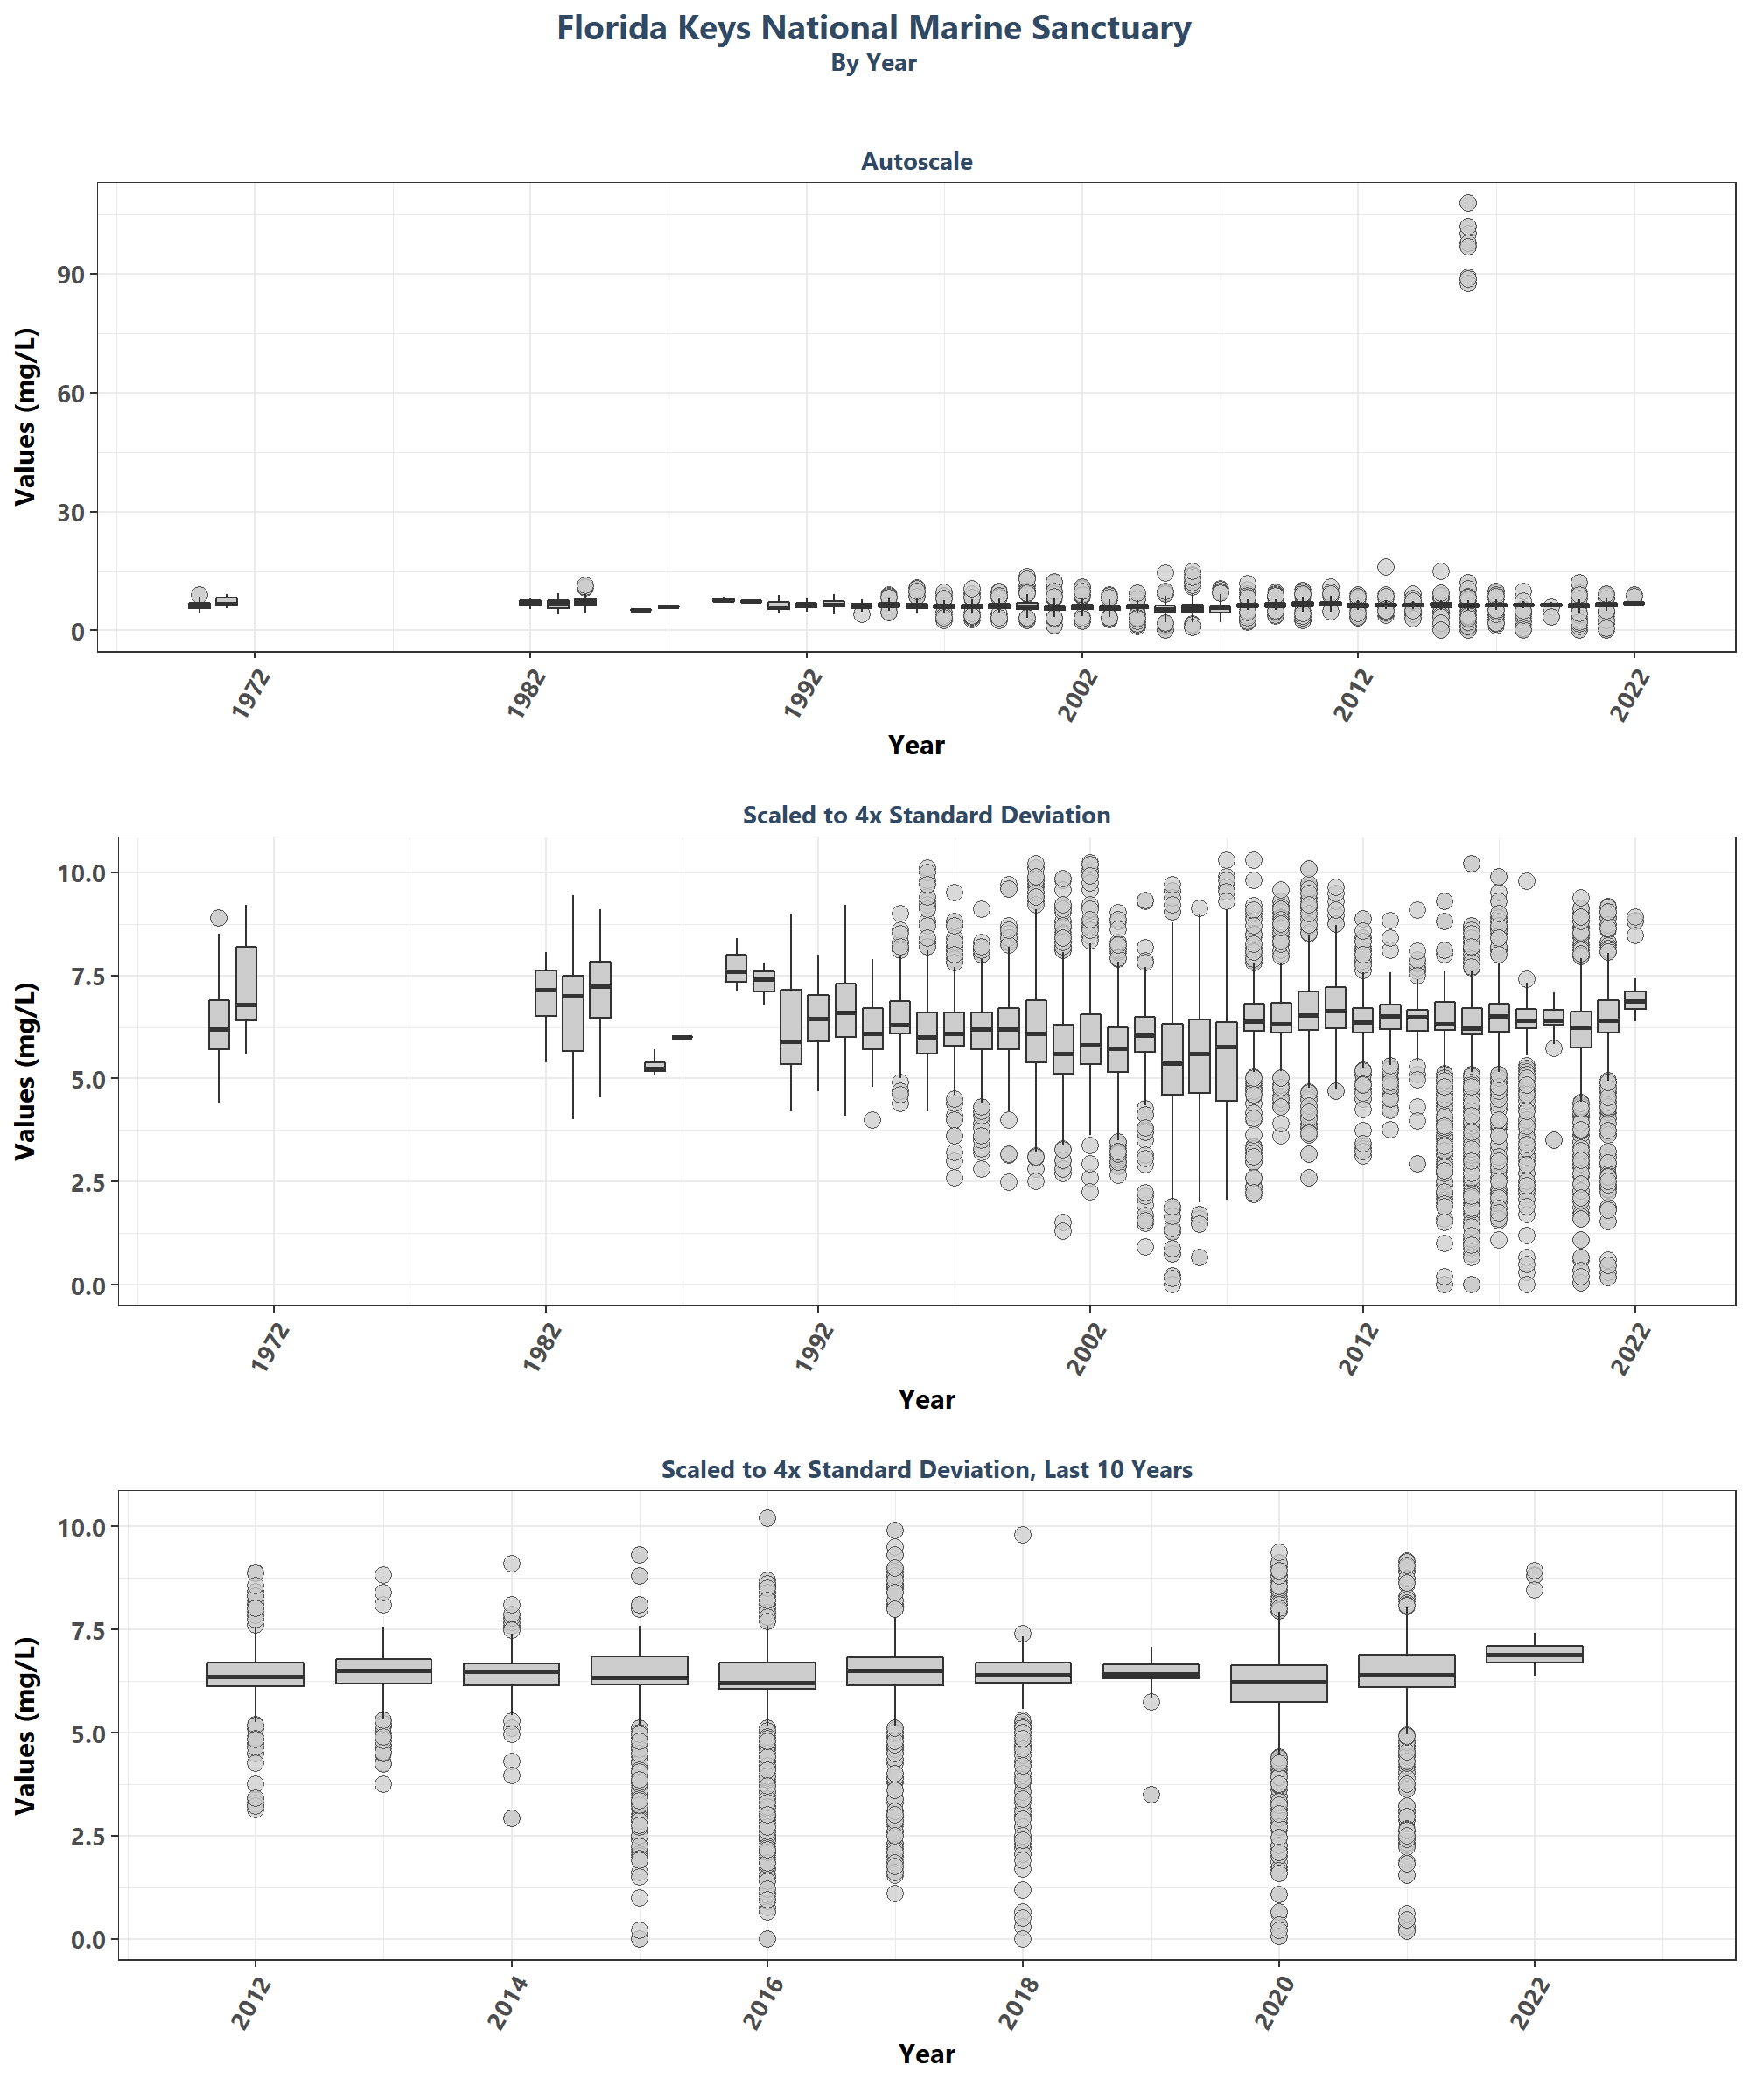 Florida Keys National Marine Sanctuary
By Year
Autoscale
Values (mg/L)
90
60
30
0
1972
1982
1992
2002
2012
2022
Year
Scaled to 4x Standard Deviation
Values (mg/L)
10.0
7.5
5.0
2.5
0.0
1972
1982
1992
2002
2012
2022
Year
Scaled to 4x Standard Deviation, Last 10 Years
Values (mg/L)
10.0
7.5
5.0
2.5
0.0
2012
2014
2016
2018
2020
2022
Year